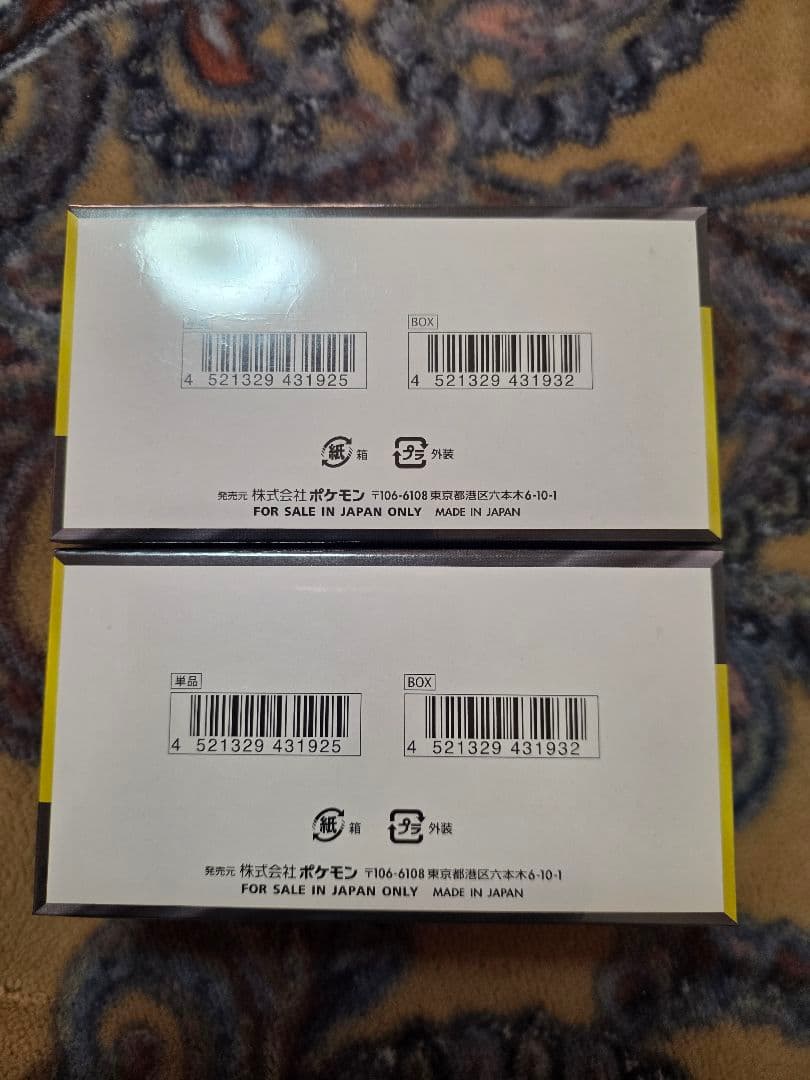 BOX
4 521329 431925
4 521329 431932
紙 箱
プラ 外装
発売元 株式会社ポケモン 〒106-6108 東京都港区六本木6-10-1
FOR SALE IN JAPAN ONLY MADE IN JAPAN
単品
BOX
4 521329 431925
4 521329 431932
紙 箱
プラ 外装
発売元 株式会社ポケモン 〒106-6108 東京都港区六本木6-10-1
FOR SALE IN JAPAN ONLY MADE IN JAPAN